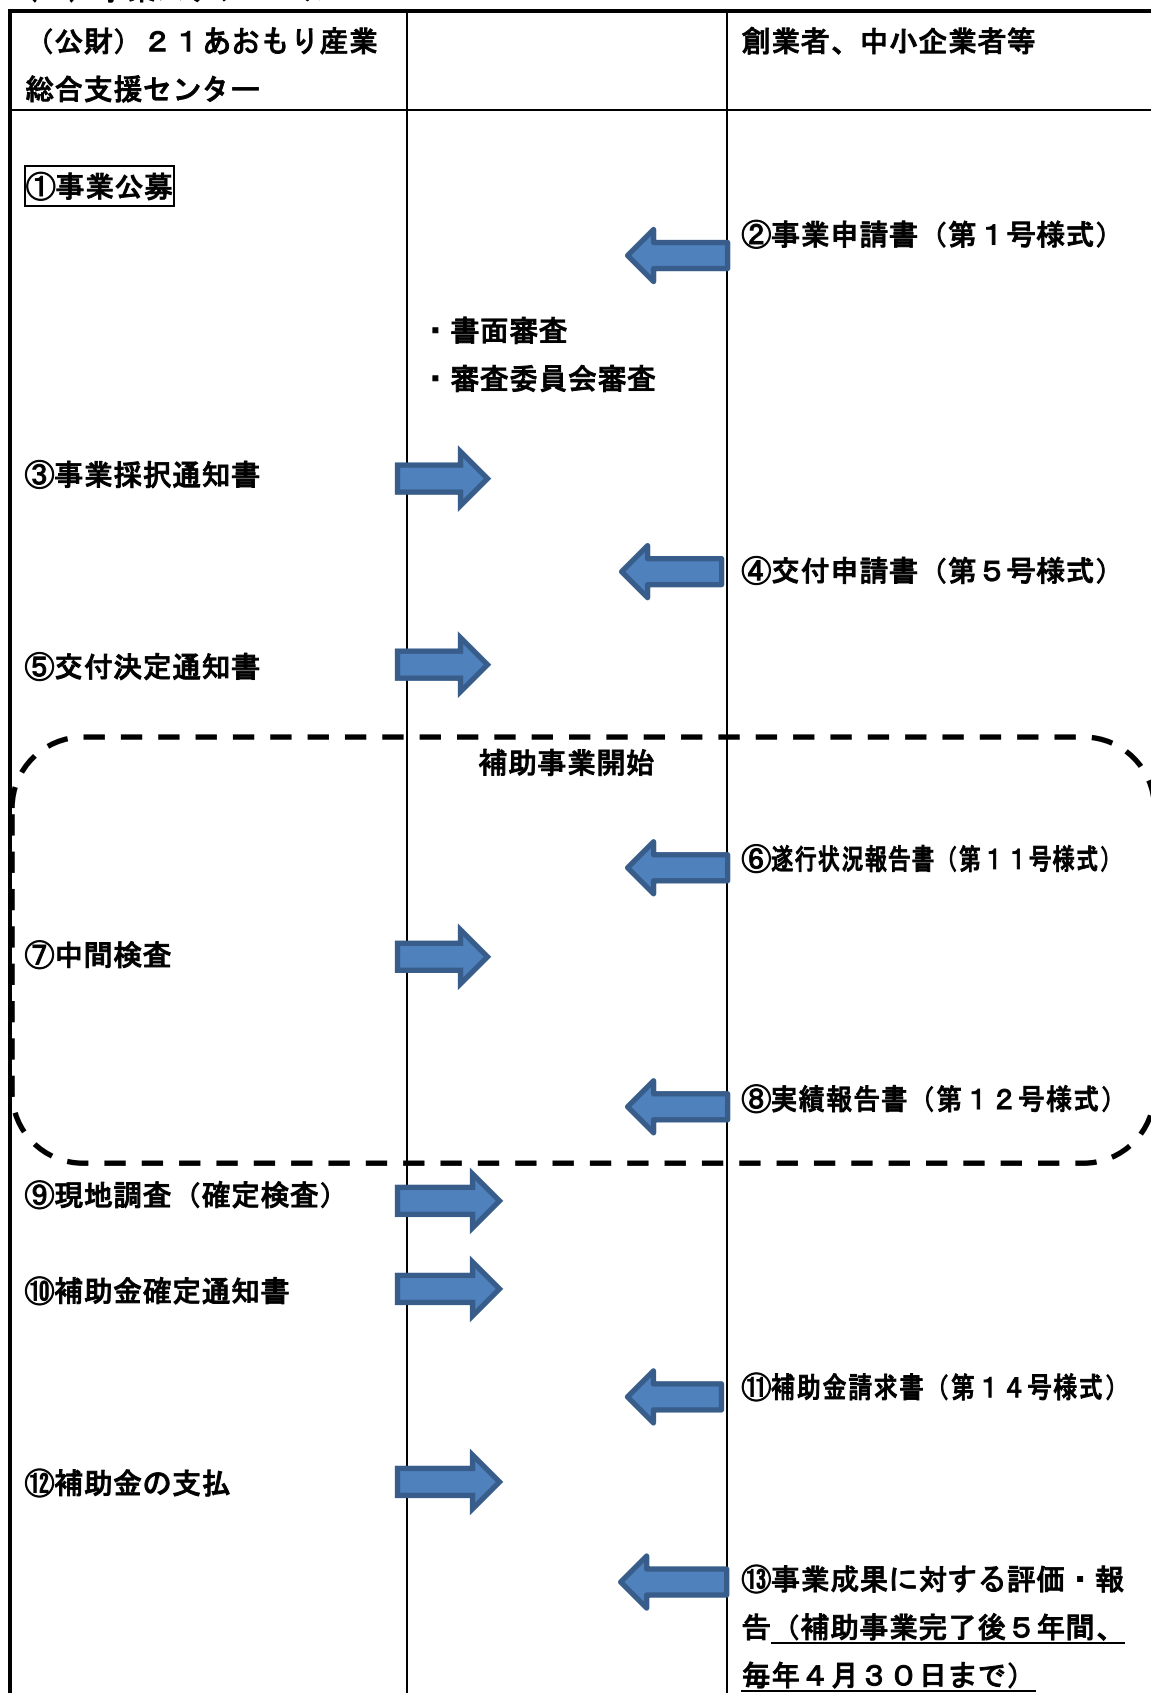 （公財）２１あおもり産業
総合支援センター
創業者、中小企業者等
①事業公募
②事業申請書（第１号様式）
・書面審査
・審査委員会審査
③事業採択通知書
④交付申請書（第５号様式）
⑤交付決定通知書
補助事業開始
⑥遂行状況報告書（第１１号様式）
⑦中間検査
⑧実績報告書（第１２号様式）
⑨現地調査（確定検査）
⑩補助金確定通知書
⑪補助金請求書（第１４号様式）
⑫補助金の支払
⑬事業成果に対する評価・報
告（補助事業完了後５年間、
毎年４月３０日まで）